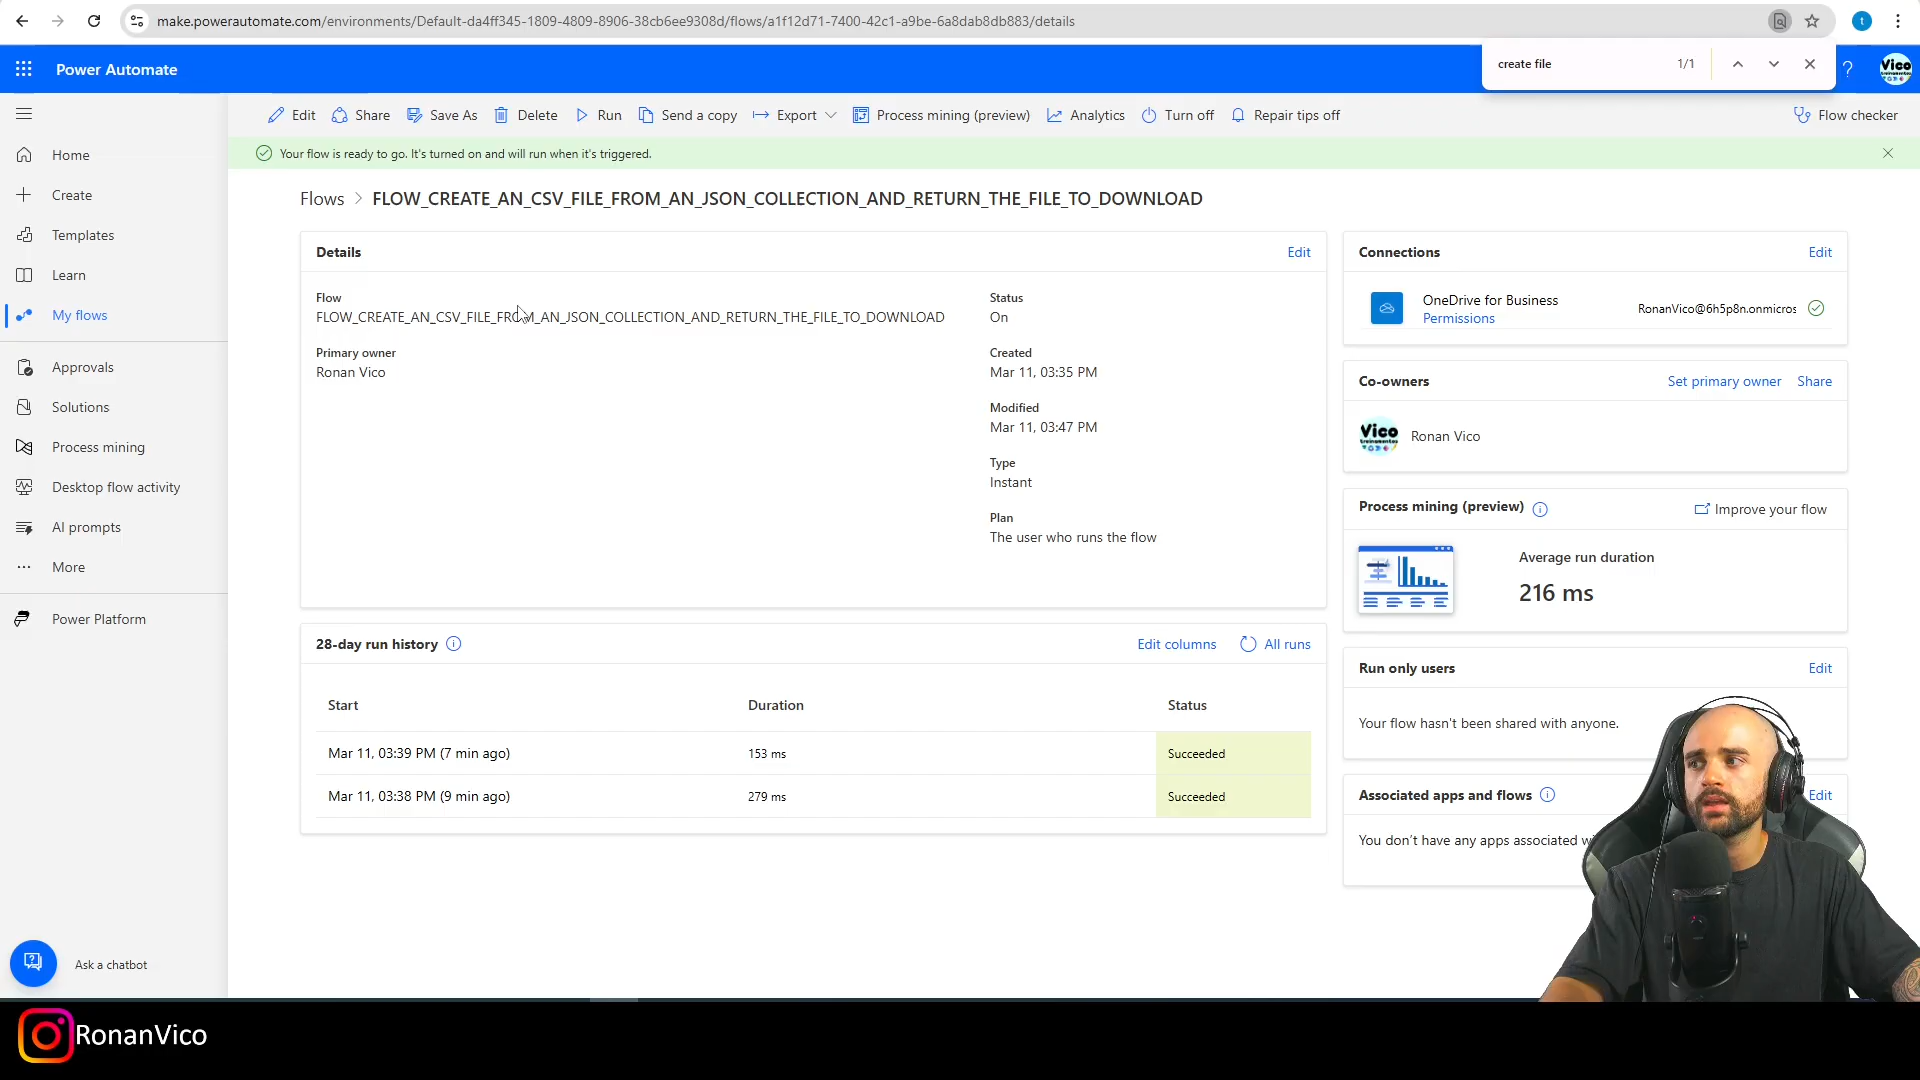 make.powerautomate.com/environments/Default-da4ff345-1809-4809-8906-38cb6ee9308d/flows/a1f12d71-7400-42c1-a9be-6a8dab8db883/details
t
create file 1/1
Power Automate
?
Vico
Edit Share Save As Delete Run Send a copy Export Process mining (preview) Analytics Turn off Repair tips off Flow checker
Your flow is ready to go. It's turned on and will run when it's triggered.
Home
Create
Templates
Learn
My flows
Approvals
Solutions
Process mining
Desktop flow activity
AI prompts
More
Power Platform
Ask a chatbot
Flows > FLOW_CREATE_AN_CSV_FILE_FROM_AN_JSON_COLLECTION_AND_RETURN_THE_FILE_TO_DOWNLOAD
Details Edit
Flow
FLOW_CREATE_AN_CSV_FILE_FROM_AN_JSON_COLLECTION_AND_RETURN_THE_FILE_TO_DOWNLOAD
Primary owner
Ronan Vico
Status
On
Created
Mar 11, 03:35 PM
Modified
Mar 11, 03:47 PM
Type
Instant
Plan
The user who runs the flow
28-day run history Edit columns All runs
Start Duration Status
Mar 11, 03:39 PM (7 min ago) 153 ms Succeeded
Mar 11, 03:38 PM (9 min ago) 279 ms Succeeded
Connections Edit
OneDrive for Business
Permissions
RonanVico@6h5p8n.onmicros
Co-owners Set primary owner Share
Vico
treinamentos
Ronan Vico
Process mining (preview) Improve your flow
Average run duration
216 ms
Run only users Edit
Your flow hasn't been shared with anyone.
Associated apps and flows Edit
You don't have any apps associated w
RonanVico